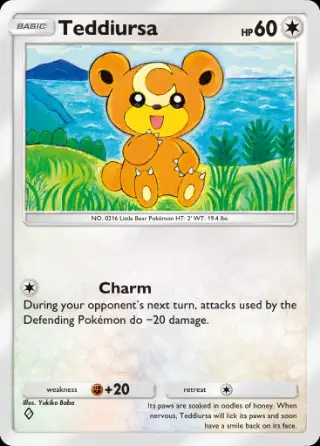 BASIC Teddiursa HP 60
NO. 0216 Little Bear Pokémon HT: 2' WT: 19.4 lbs.
Charm
During your opponent's next turn, attacks used by the
Defending Pokémon do −20 damage.
weakness +20 retreat
Illus. Yukiko Baba
Its paws are soaked in oodles of honey. When
nervous, Teddiursa will lick its paws and soon
have a smile back on its face.